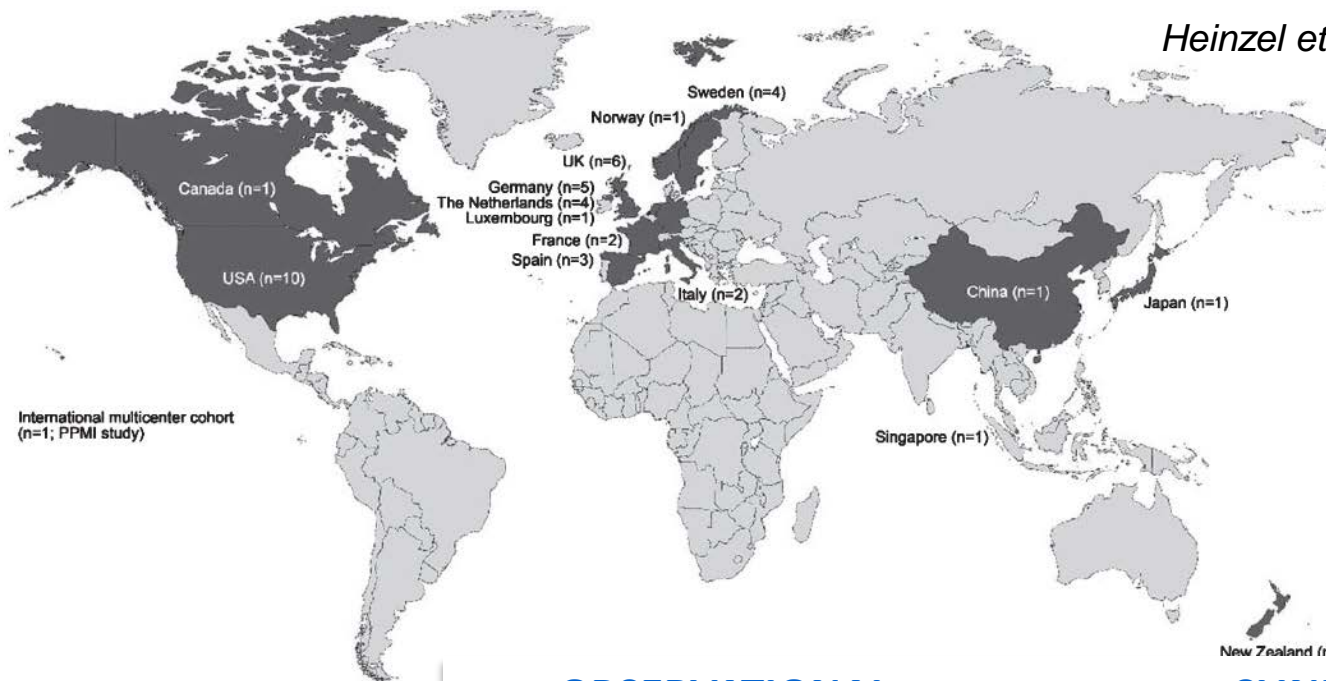 Heinzel et
Sweden (n=4)
Norway (n=1)
UK (n=6)
Canada (n=1)
Germany (n=5)
The Netherlands (n=4)
Luxembourg (n=1)
France (n=2)
Spain (n=3)
USA (n=10)
Italy (n=2)
China (n=1)
Japan (n=1)
International multicenter cohort
(n=1; PPMI study)
Singapore (n=1)
New Zealand (n